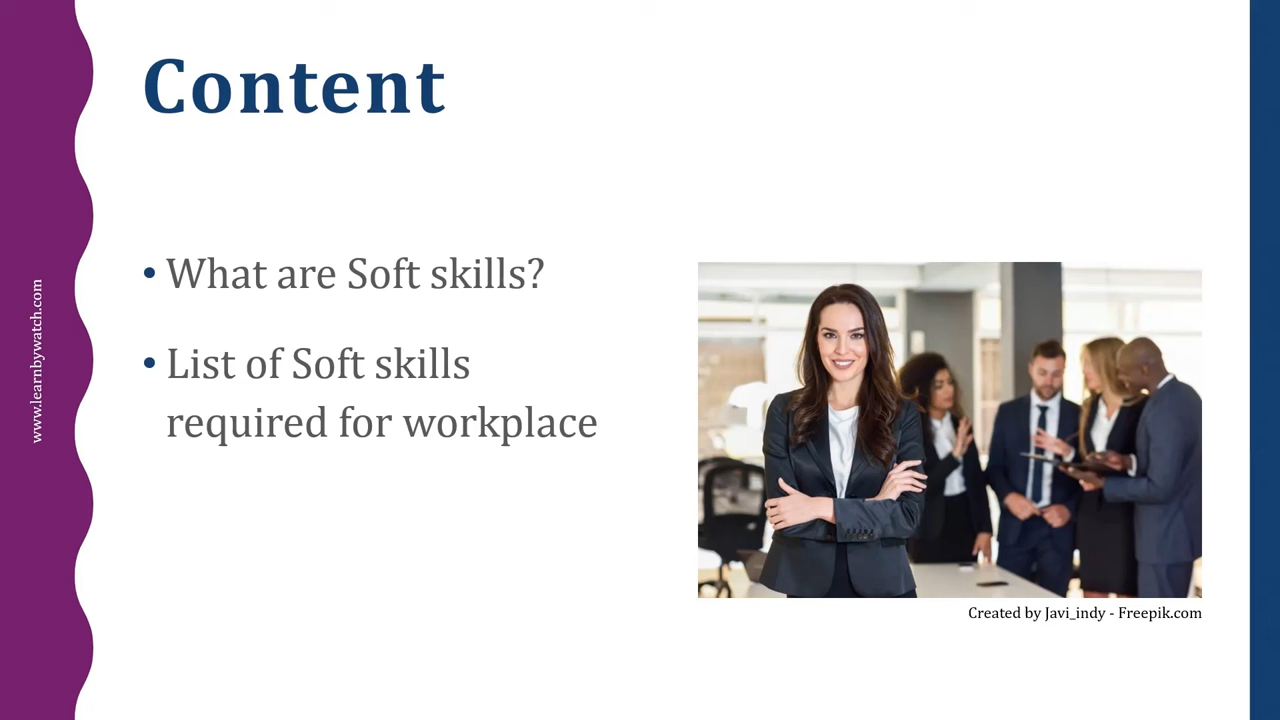 Content
• What are Soft skills?
• List of Soft skills
required for workplace
www.learnbywatch.com
Created by Javi_indy - Freepik.com